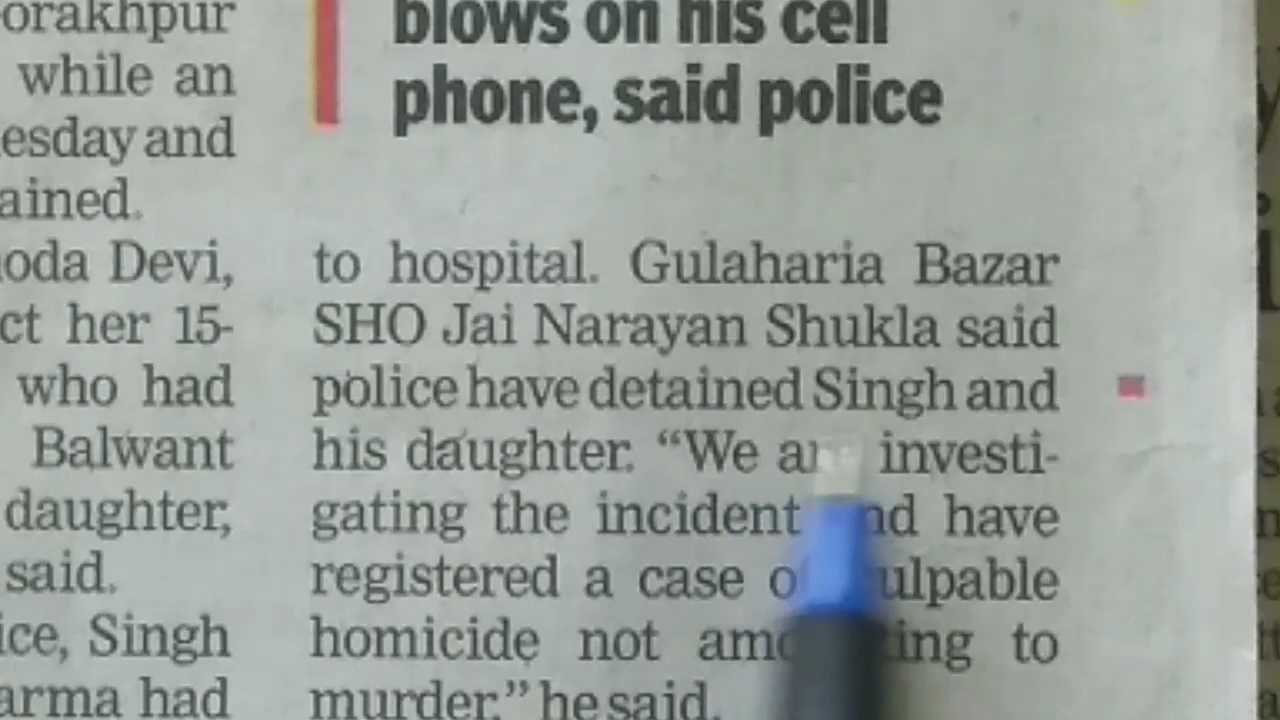 orakhpur
while an
esday and
ained.
oda Devi,
ct her 15-
who had
Balwant
daughter,
said.
ice, Singh
arma had
blows on his cell
phone, said police
to hospital. Gulaharia Bazar
SHO Jai Narayan Shukla said
police have detained Singh and
his daughter. “We investi-
gating the incident have
registered a case
homicide not to
murder,” he said.